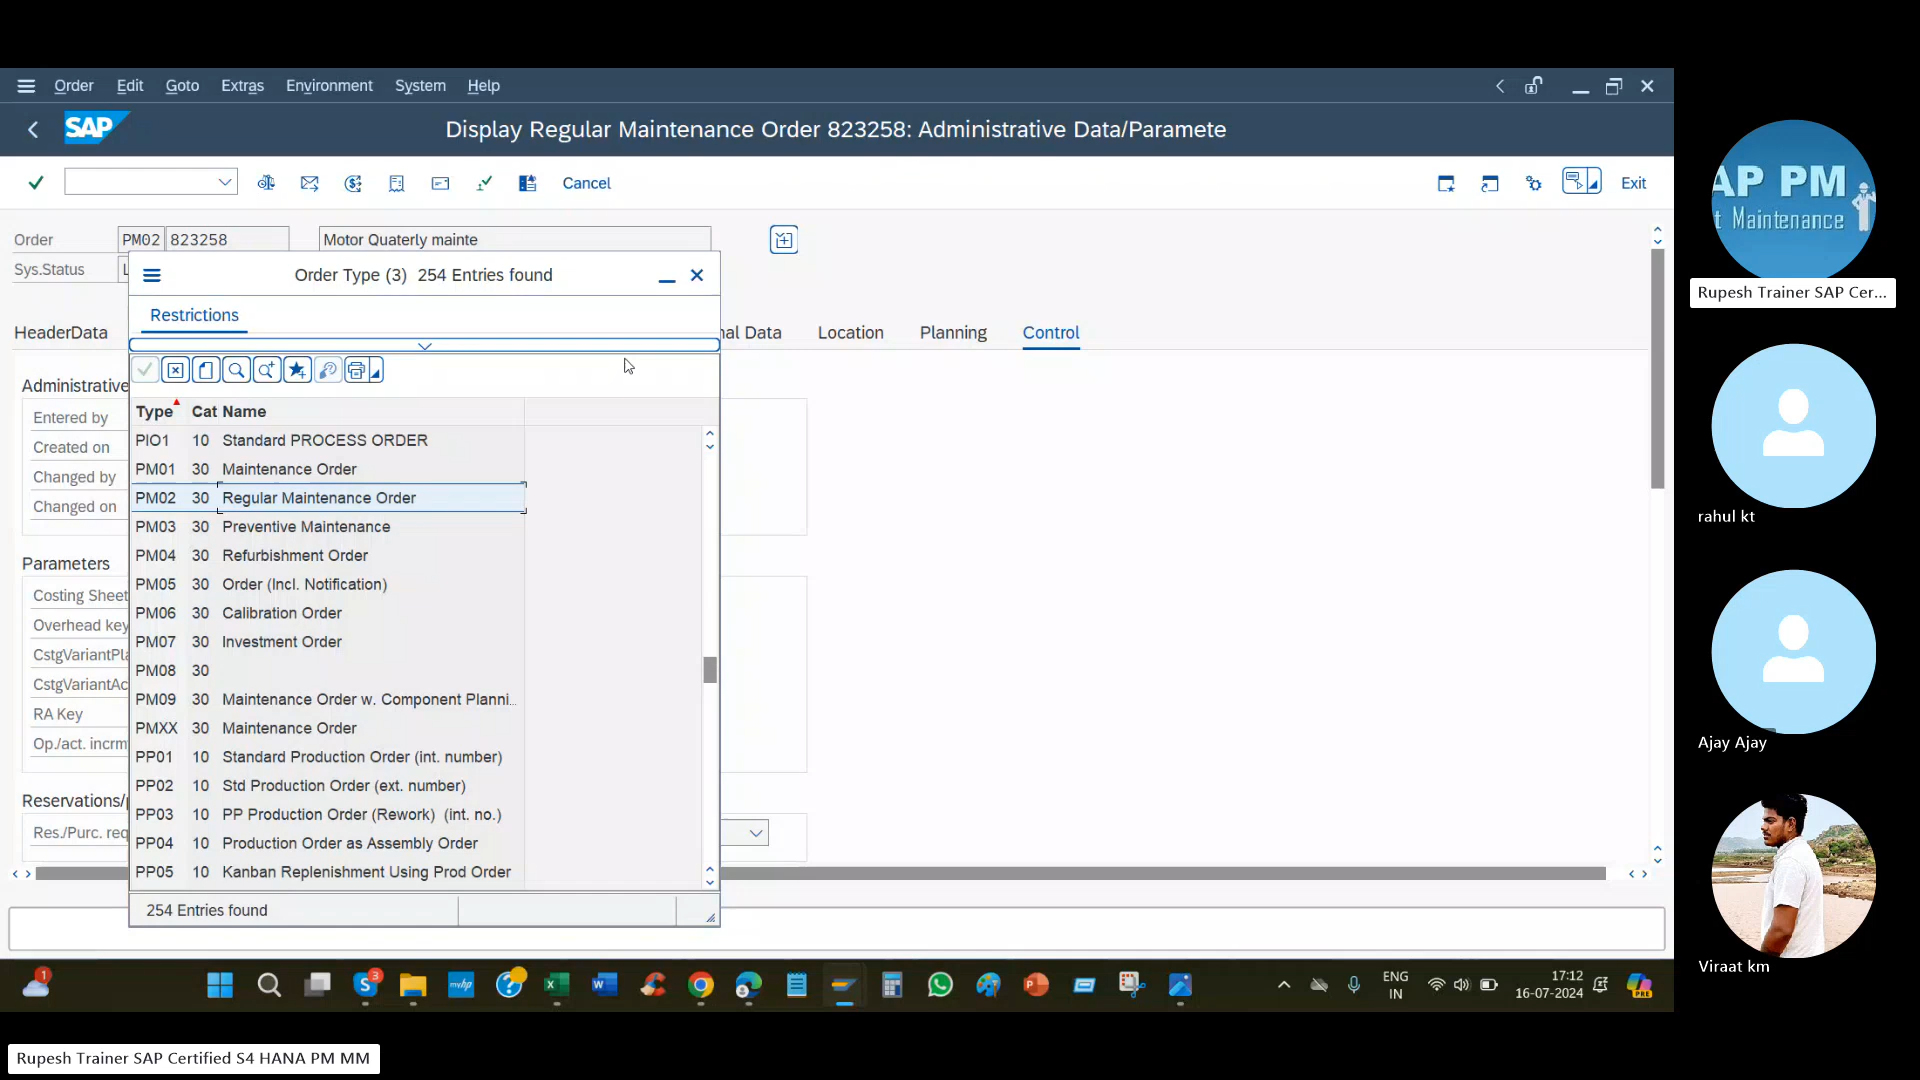 Order Edit Goto Extras Environment System Help
SAP
Display Regular Maintenance Order 823258: Administrative Data/Paramete
Cancel
Exit
Order PM02 823258 Motor Quaterly mainte
Sys.Status L
Order Type (3) 254 Entries found
Restrictions
HeaderData nal Data Location Planning Control
Administrative
Entered by
Created on
Changed by
Changed on
Parameters
Costing Sheet
Overhead key
CstgVariantPla
CstgVariantAc
RA Key
Op./act. incrm
Reservations/
Res./Purc. req
Type Cat Name
PIO1 10 Standard PROCESS ORDER
PM01 30 Maintenance Order
PM02 30 Regular Maintenance Order
PM03 30 Preventive Maintenance
PM04 30 Refurbishment Order
PM05 30 Order (Incl. Notification)
PM06 30 Calibration Order
PM07 30 Investment Order
PM08 30
PM09 30 Maintenance Order w. Component Planni...
PMXX 30 Maintenance Order
PP01 10 Standard Production Order (int. number)
PP02 10 Std Production Order (ext. number)
PP03 10 PP Production Order (Rework) (int. no.)
PP04 10 Production Order as Assembly Order
PP05 10 Kanban Replenishment Using Prod Order
254 Entries found
1
3
myhp
ENG
IN
17:12
16-07-2024
PRE
AP PM
t Maintenance
Rupesh Trainer SAP Cer...
rahul kt
Ajay Ajay
Viraat km
Rupesh Trainer SAP Certified S4 HANA PM MM